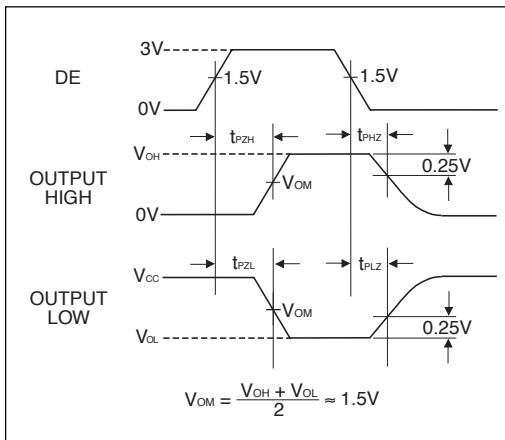 3V
DE
1.5V
1.5V
0V
tPZH
tPHZ
VOH
0.25V
OUTPUT
HIGH
VOM
0V
tPZL
tPLZ
VCC
OUTPUT
LOW
VOM
0.25V
VOL
VOM = VOH + VOL / 2 ≈ 1.5V